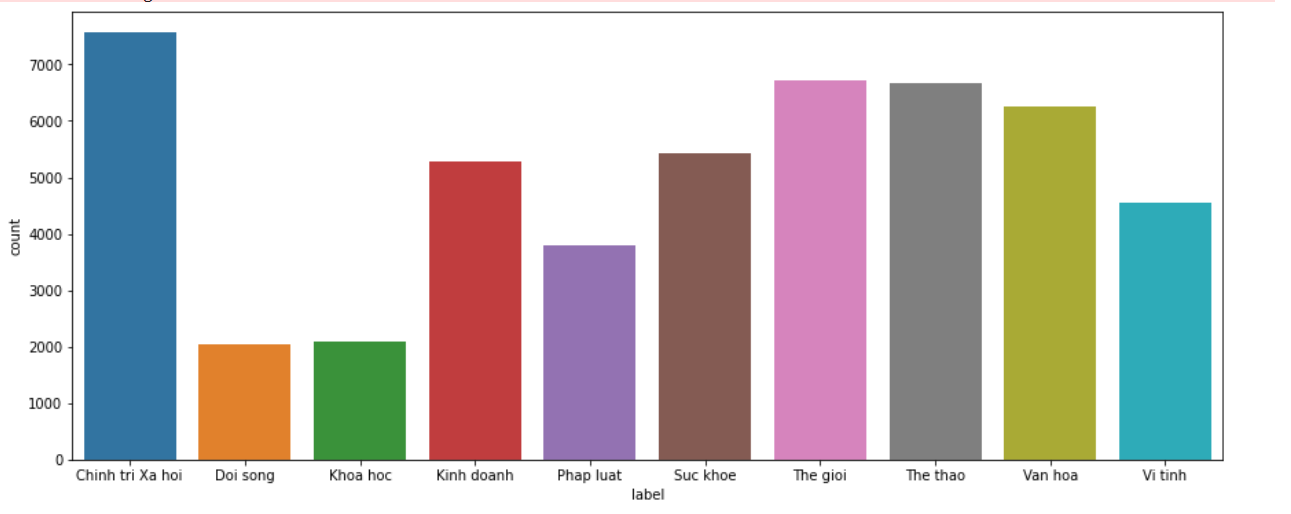 7000
6000
5000
4000
3000
2000
1000
0
count
Chinh tri Xa hoi Doi song Khoa hoc Kinh doanh Phap luat Suc khoe The gioi The thao Van hoa Vi tinh
label